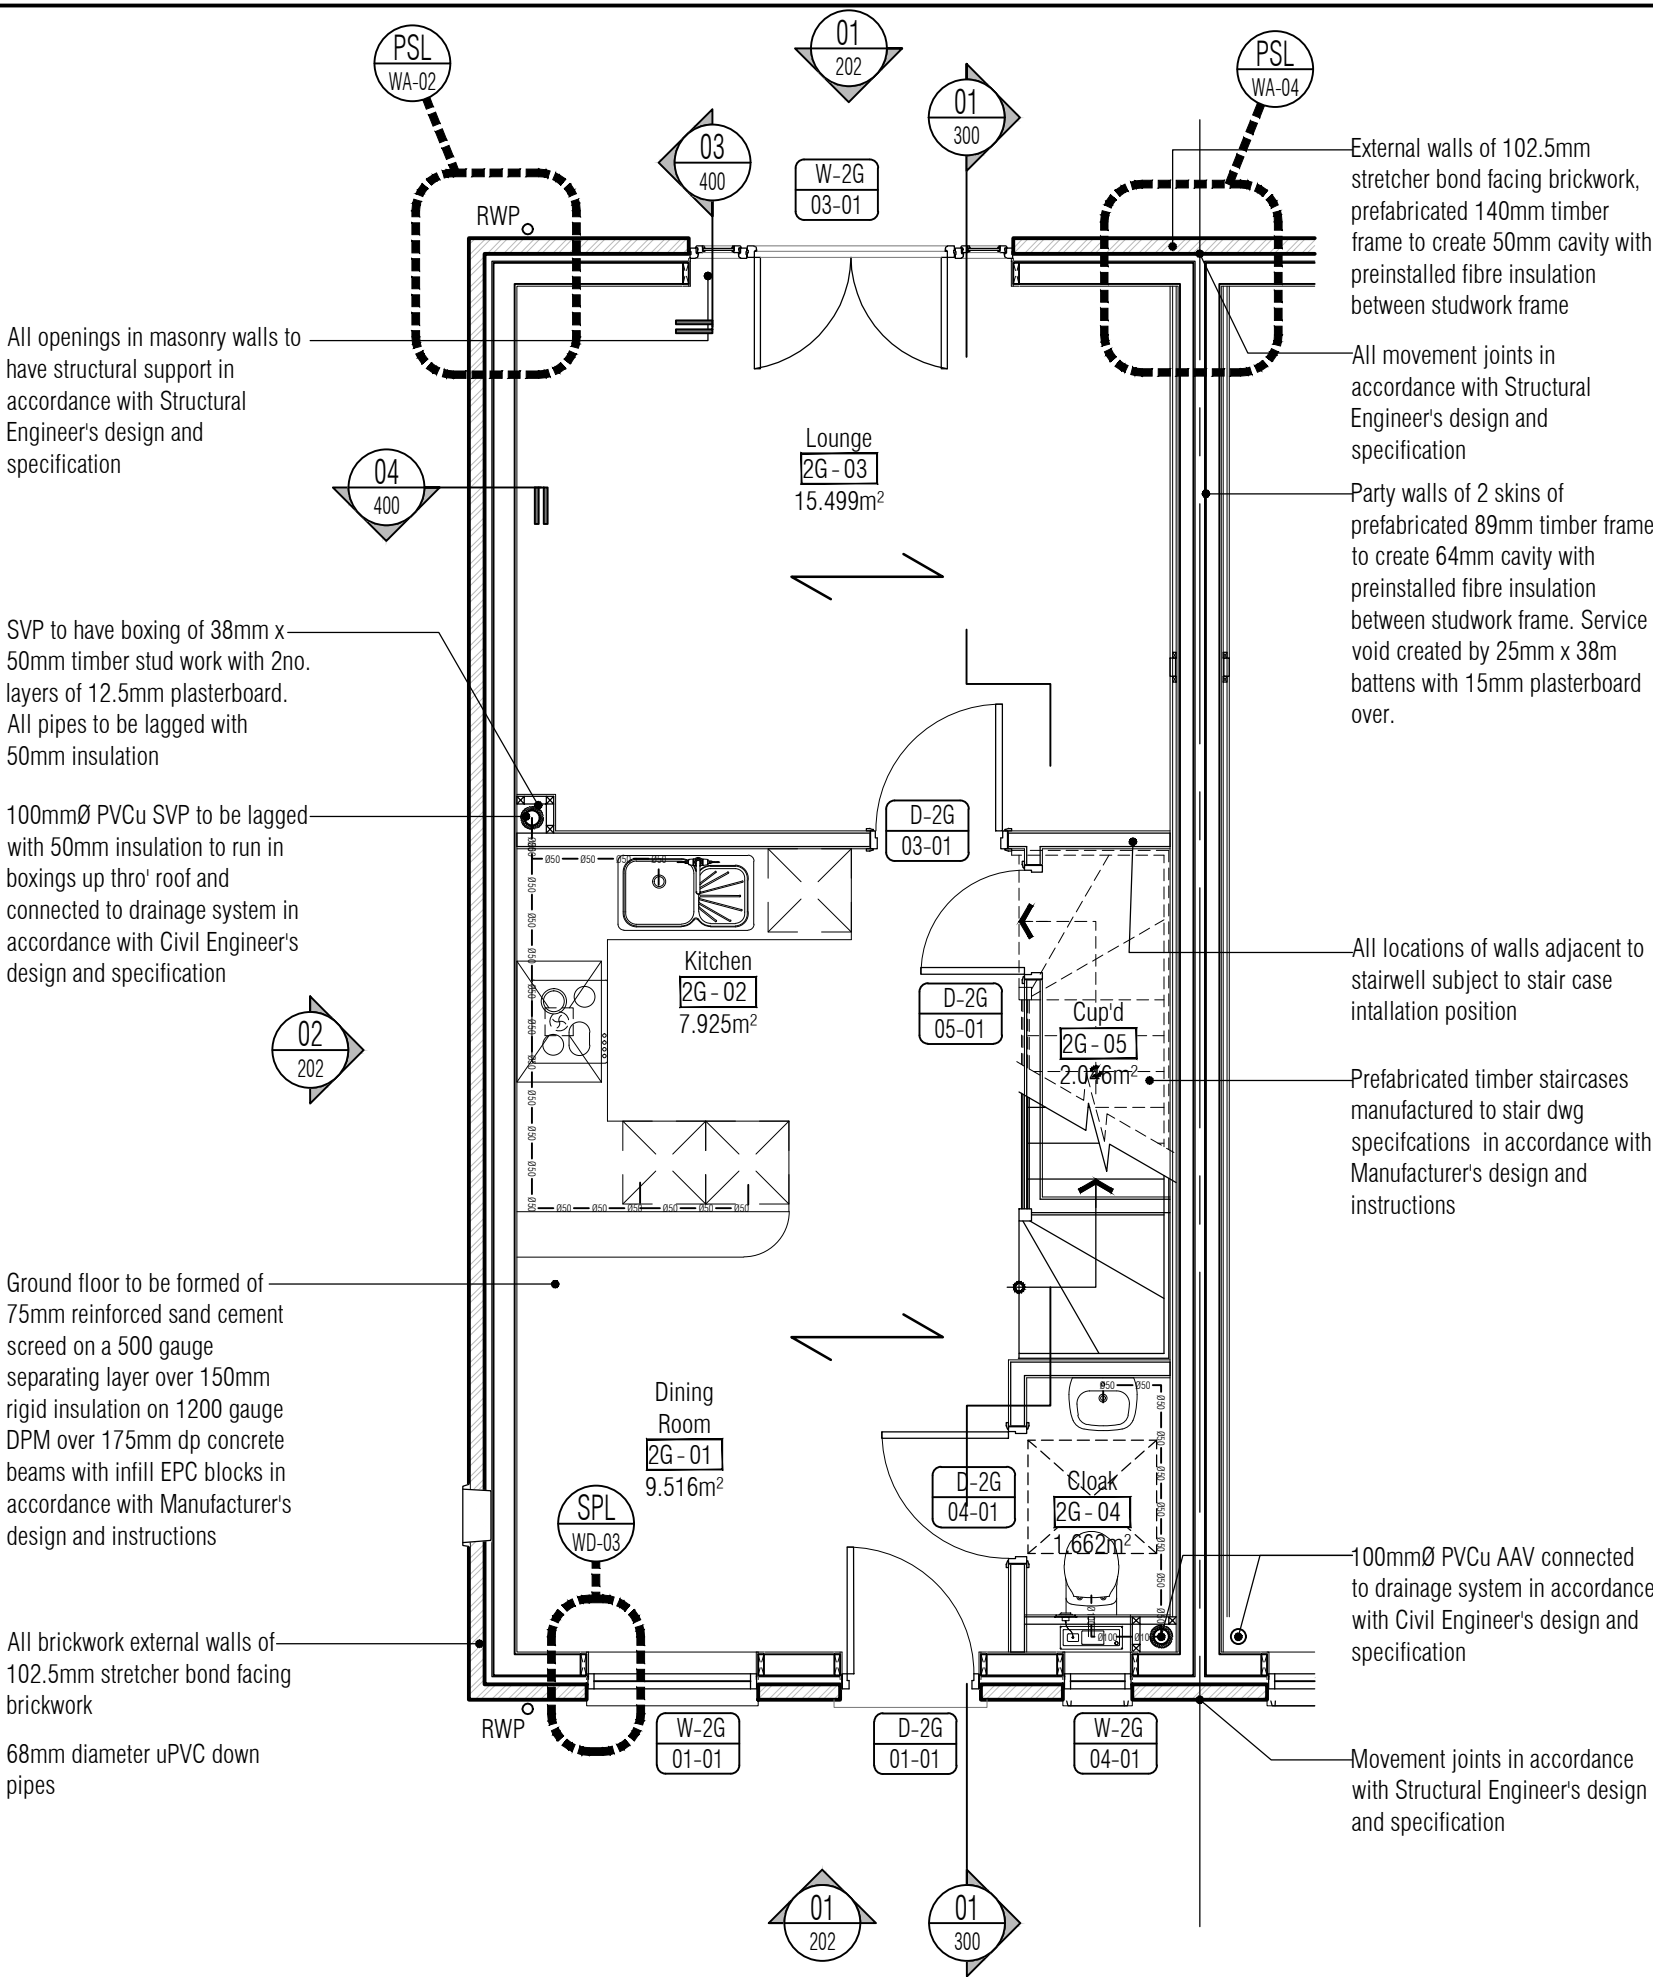 PSL
WA-02
01
202
PSL
WA-04
01
300
03
400
W-2G
03-01
RWP
External walls of 102.5mm
stretcher bond facing brickwork,
prefabricated 140mm timber
frame to create 50mm cavity with
preinstalled fibre insulation
between studwork frame
All openings in masonry walls to
have structural support in
accordance with Structural
Engineer's design and
specification
All movement joints in
accordance with Structural
Engineer's design and
specification
Lounge
2G-03
15.499m²
04
400
Party walls of 2 skins of
prefabricated 89mm timber frame
to create 64mm cavity with
preinstalled fibre insulation
between studwork frame. Service
void created by 25mm x 38m
battens with 15mm plasterboard
over.
SVP to have boxing of 38mm x
50mm timber stud work with 2no.
layers of 12.5mm plasterboard.
All pipes to be lagged with
50mm insulation
100mmØ PVCu SVP to be lagged
with 50mm insulation to run in
boxings up thro' roof and
connected to drainage system in
accordance with Civil Engineer's
design and specification
D-2G
03-01
Ø50 Ø50 Ø50 Ø50
Kitchen
2G-02
7.925m²
D-2G
05-01
Cup'd
2G-05
2.046m²
All locations of walls adjacent to
stairwell subject to stair case
intallation position
02
202
Prefabricated timber staircases
manufactured to stair dwg
specifcations in accordance with
Manufacturer's design and
instructions
Ø50 Ø50 Ø50 Ø50 Ø50 Ø50
Ground floor to be formed of
75mm reinforced sand cement
screed on a 500 gauge
separating layer over 150mm
rigid insulation on 1200 gauge
DPM over 175mm dp concrete
beams with infill EPC blocks in
accordance with Manufacturer's
design and instructions
Dining
Room
2G-01
9.516m²
Ø50 Ø50
D-2G
04-01
Cloak
2G-04
1.662m²
SPL
WD-03
100mmØ PVCu AAV connected
to drainage system in accordance
with Civil Engineer's design and
specification
All brickwork external walls of
102.5mm stretcher bond facing
brickwork
68mm diameter uPVC down
pipes
RWP
W-2G
01-01
D-2G
01-01
W-2G
04-01
Movement joints in accordance
with Structural Engineer's design
and specification
01
202
01
300